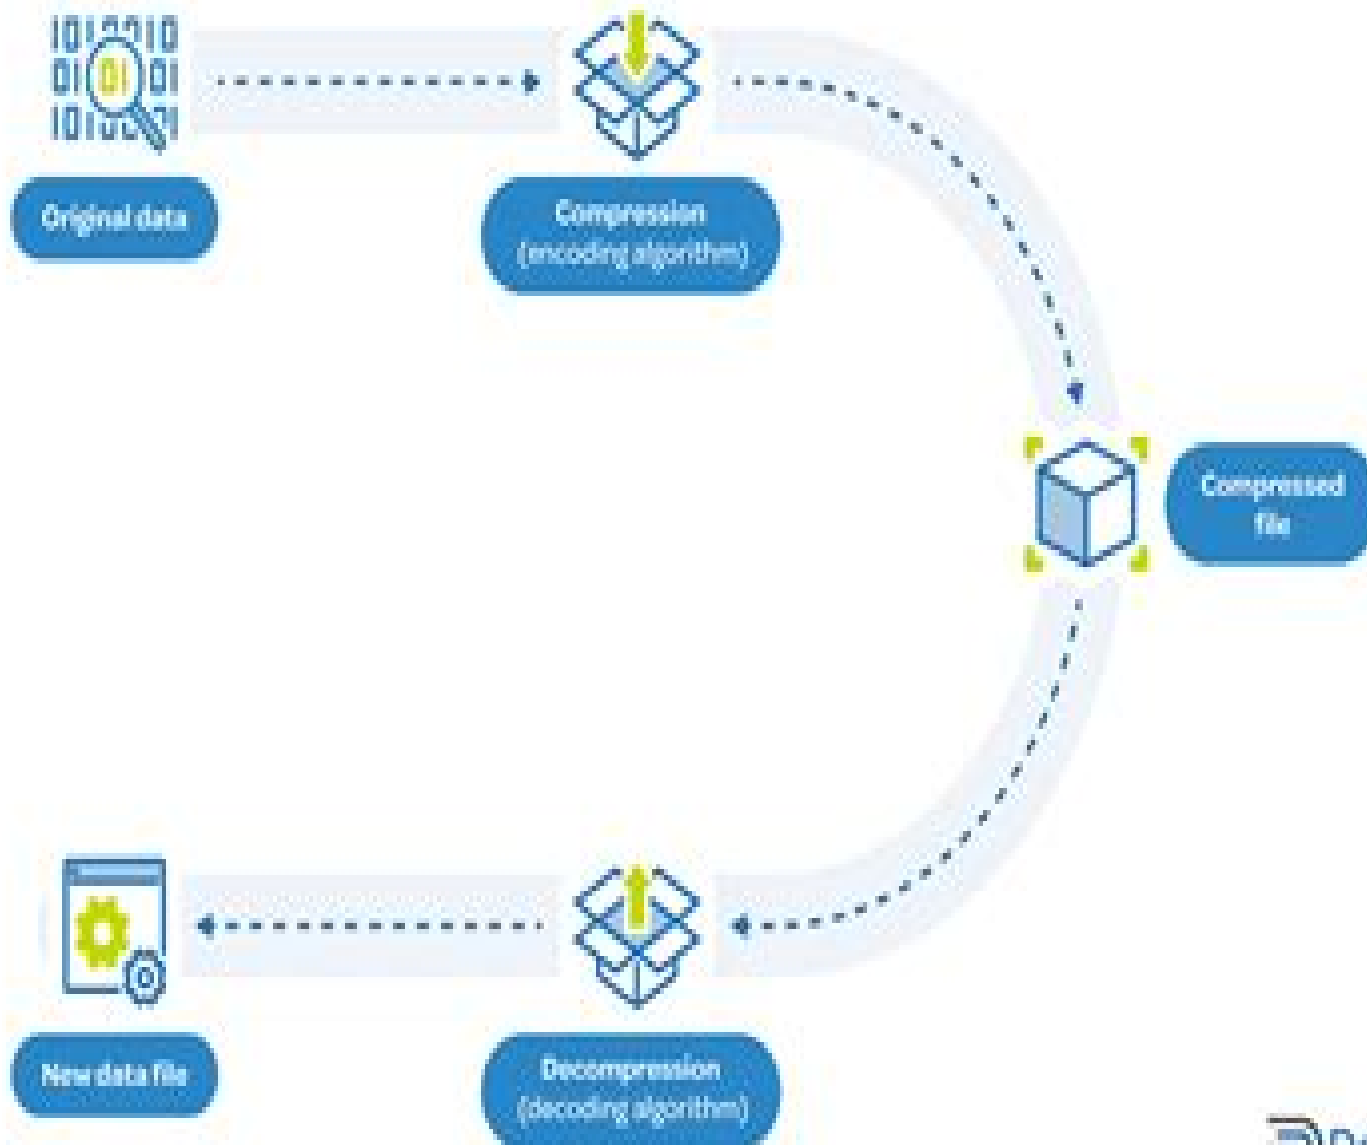 Original data
Compression
(encoding algorithm)
Compressed
file
New data file
Decompression
(decoding algorithm)